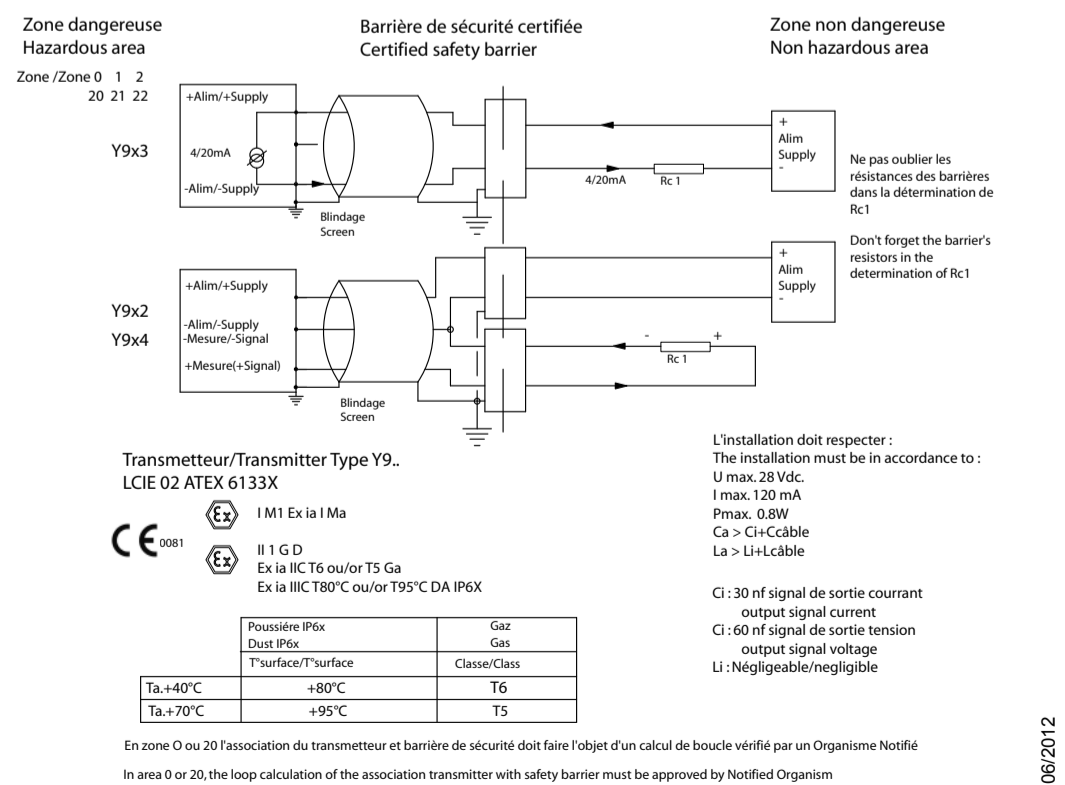 Zone dangereuse
Hazardous area
Barrière de sécurité certifiée
Certified safety barrier
Zone non dangereuse
Non hazardous area
Zone /Zone 0 1 2
20 21 22
Y9x3
+Alim/+Supply
4/20mA
-Alim/-Supply
Blindage
Screen
4/20mA
Rc 1
+
Alim
Supply
-
Ne pas oublier les
résistances des barrières
dans la détermination de
Rc1
Don't forget the barrier's
resistors in the
determination of Rc1
Y9x2
Y9x4
+Alim/+Supply
-Alim/-Supply
-Mesure/-Signal
+Mesure(+Signal)
Blindage
Screen
+
Alim
Supply
-
- +
Rc 1
Transmetteur/Transmitter Type Y9..
LCIE 02 ATEX 6133X
CE 0081
Ex I M1 Ex ia I Ma
Ex II 1 G D
Ex ia IIC T6 ou/or T5 Ga
Ex ia IIIC T80°C ou/or T95°C DA IP6X
L'installation doit respecter :
The installation must be in accordance to :
U max. 28 Vdc.
I max. 120 mA
Pmax. 0.8W
Ca > Ci+Ccâble
La > Li+Lcâble
Ci : 30 nf signal de sortie courrant
output signal current
Ci : 60 nf signal de sortie tension
output signal voltage
Li : Négligeable/negligible
Poussiére IP6x Gaz
Dust IP6x Gas
T°surface/T°surface Classe/Class
Ta.+40°C +80°C T6
Ta.+70°C +95°C T5
En zone O ou 20 l'association du transmetteur et barrière de sécurité doit faire l'objet d'un calcul de boucle vérifié par un Organisme Notifié
In area 0 or 20, the loop calculation of the association transmitter with safety barrier must be approved by Notified Organism
06/2012